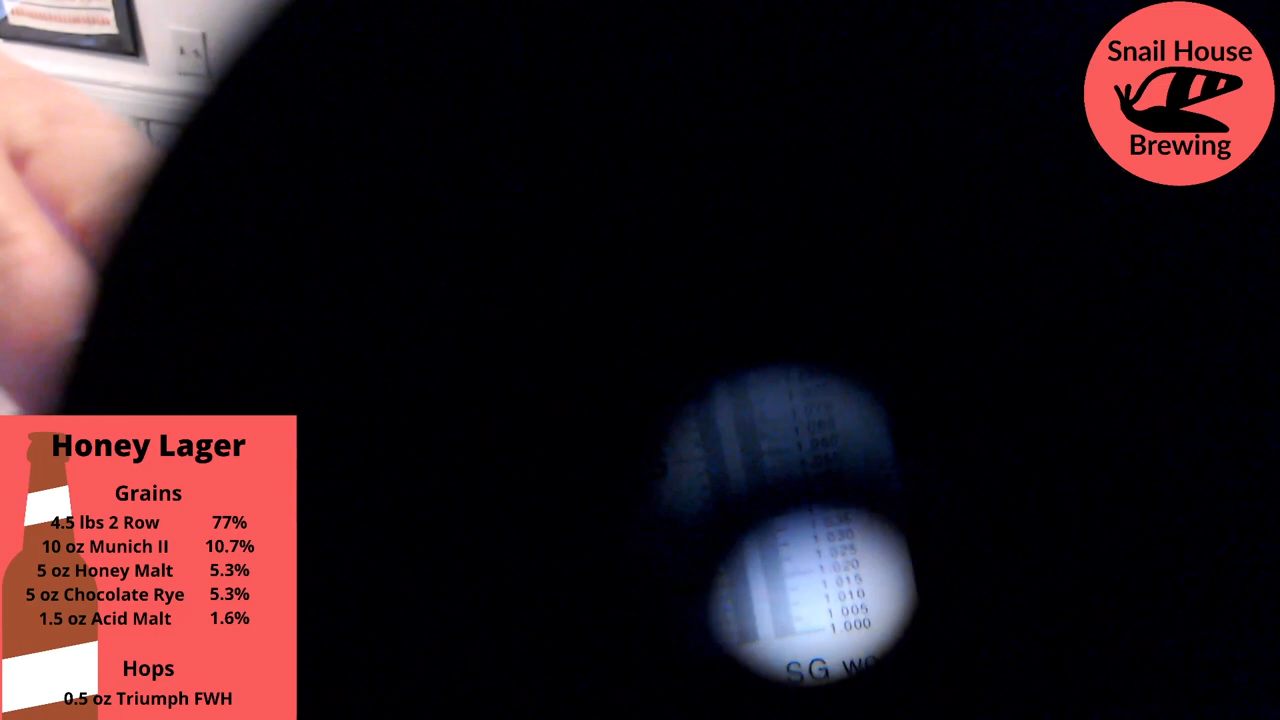 Snail House
Brewing
Honey Lager
Grains
4.5 lbs 2 Row 77%
10 oz Munich II 10.7%
5 oz Honey Malt 5.3%
5 oz Chocolate Rye 5.3%
1.5 oz Acid Malt 1.6%
Hops
0.5 oz Triumph FWH
1.030
1.025
1.020
1.015
1.010
1.005
1.000
SG